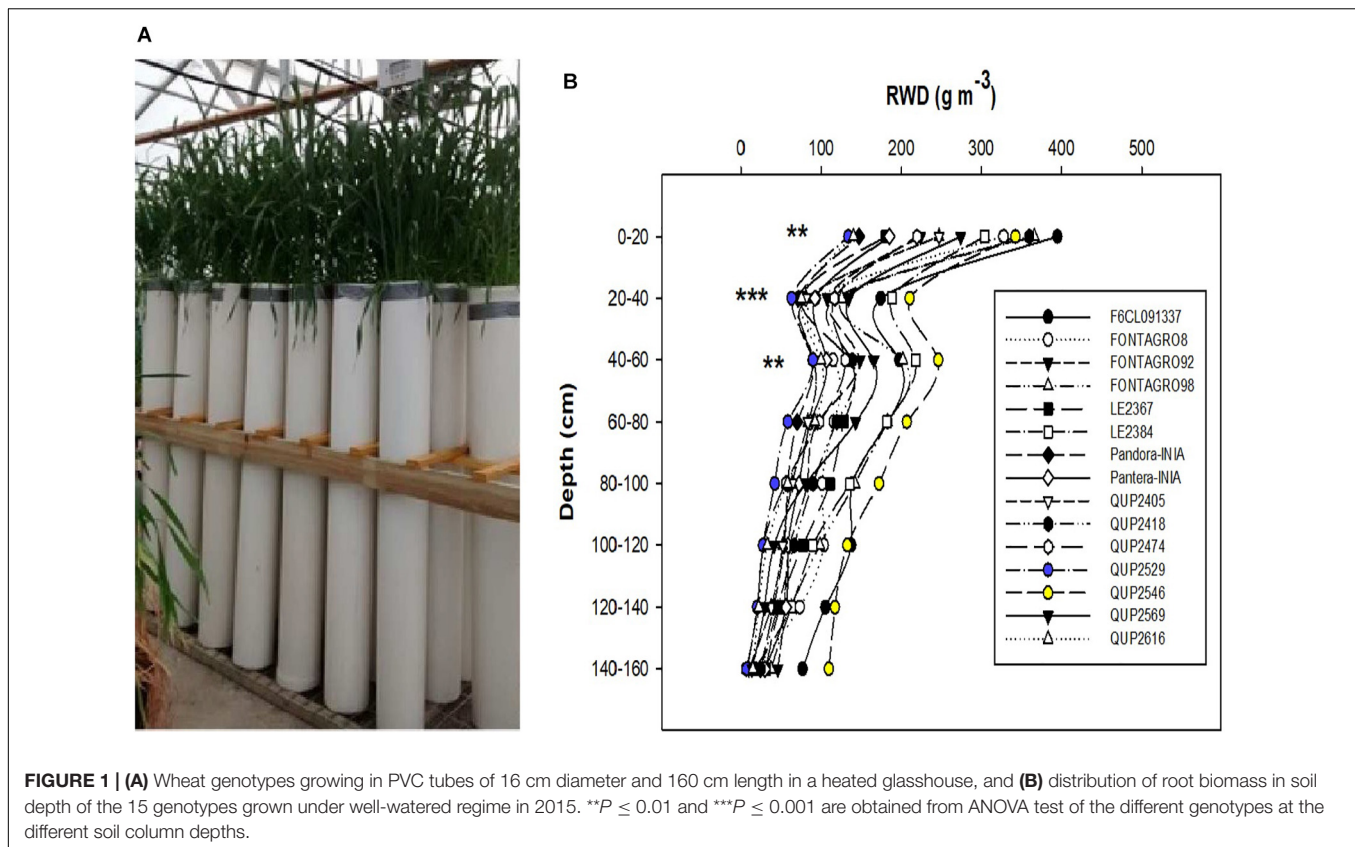 A
B
RWD (g m⁻³)
0 100 200 300 400 500
Depth (cm)
0-20
20-40
40-60
60-80
80-100
100-120
120-140
140-160
**
***
**
F6CL091337
FONTAGRO8
FONTAGRO92
FONTAGRO98
LE2367
LE2384
Pandora-INIA
Pantera-INIA
QUP2405
QUP2418
QUP2474
QUP2529
QUP2546
QUP2569
QUP2616
FIGURE 1 | (A) Wheat genotypes growing in PVC tubes of 16 cm diameter and 160 cm length in a heated glasshouse, and (B) distribution of root biomass in soil
depth of the 15 genotypes grown under well-watered regime in 2015. **P ≤ 0.01 and ***P ≤ 0.001 are obtained from ANOVA test of the different genotypes at the
different soil column depths.